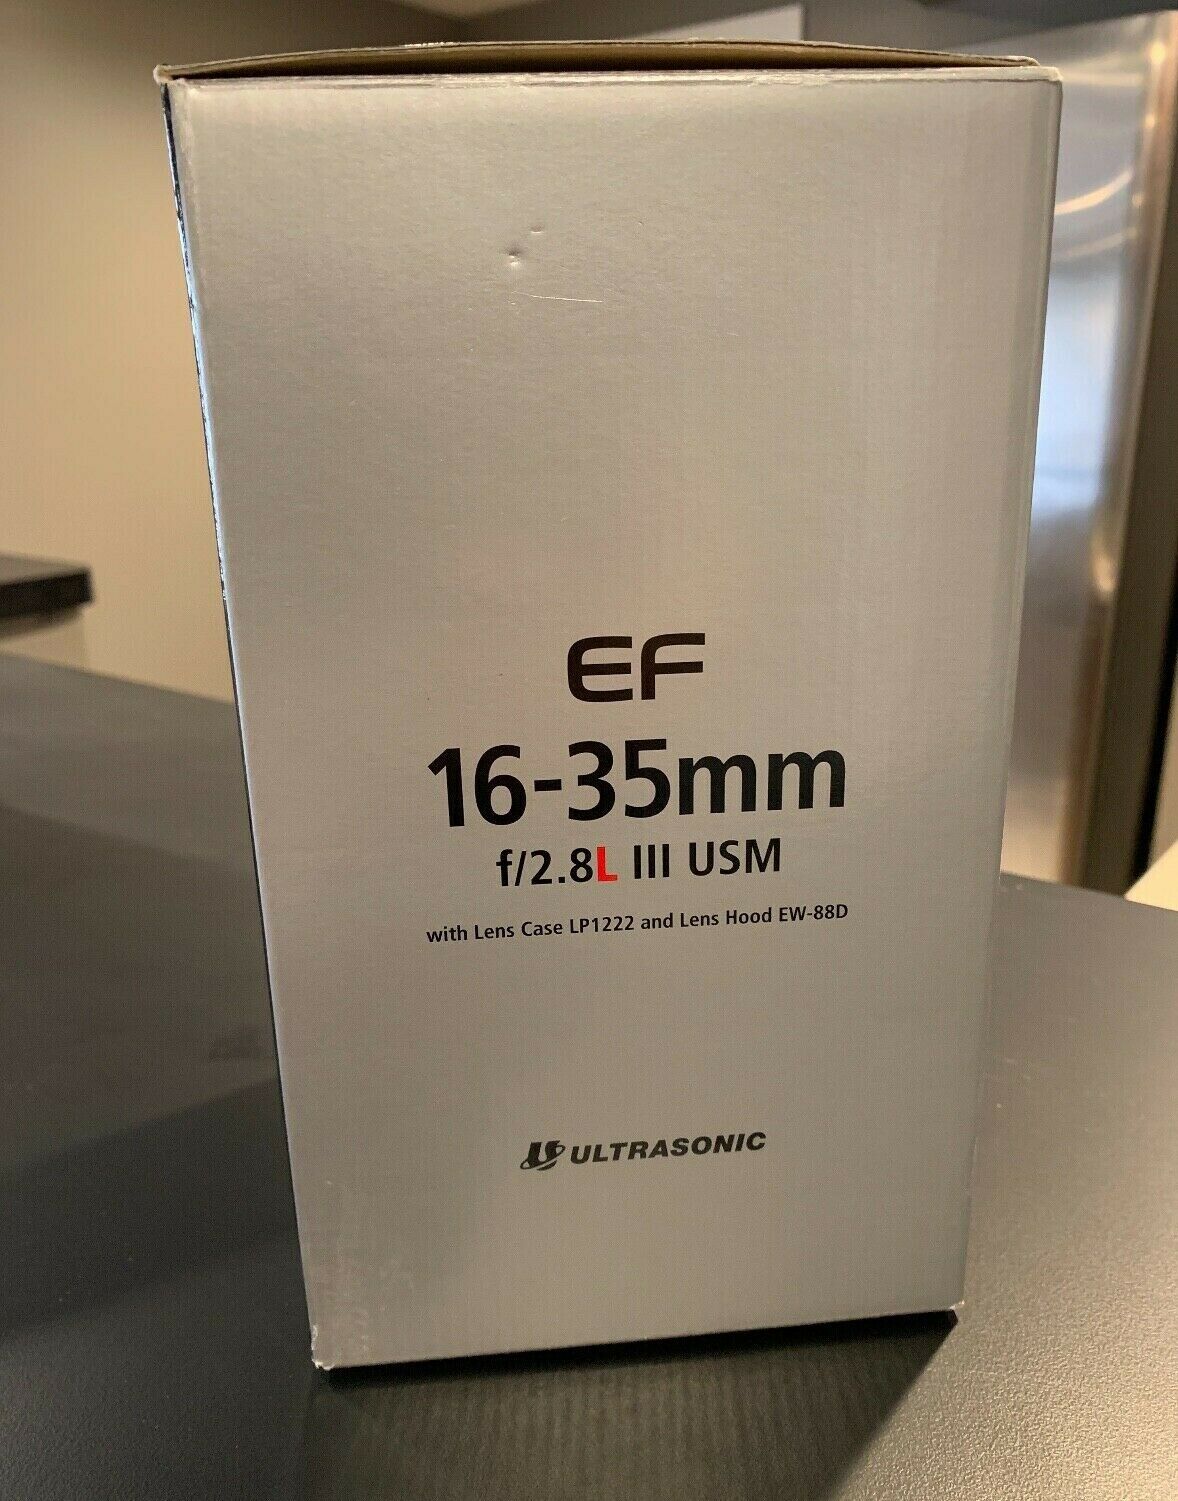 EF
16-35mm
f/2.8L III USM
with Lens Case LP1222 and Lens Hood EW-88D
ULTRASONIC